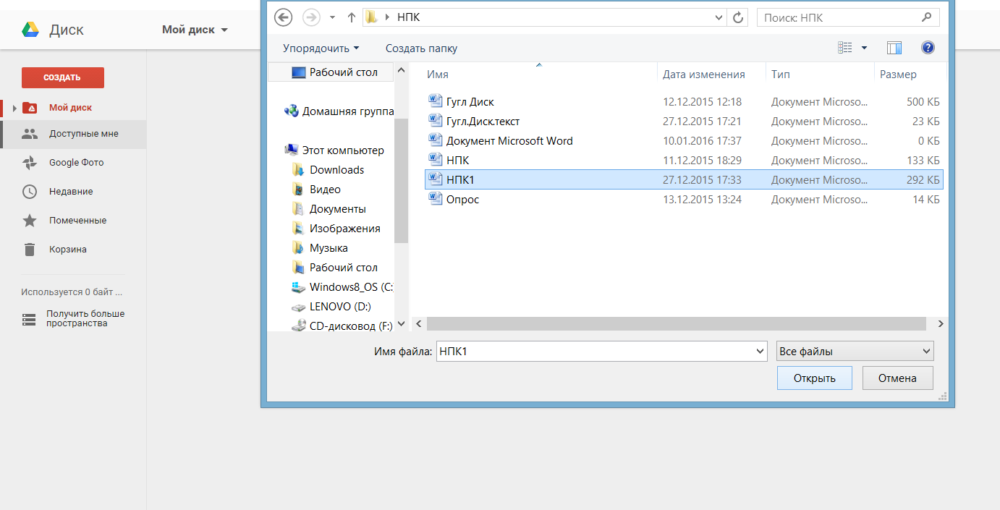 Диск
Мой диск
СОЗДАТЬ
Мой диск
Доступные мне
Google Фото
Недавние
Помеченные
Корзина
Используется 0 байт ...
Получить больше
пространства
НПК
Поиск: НПК
Упорядочить
Создать папку
Рабочий стол
Домашняя группа
Этот компьютер
Downloads
Видео
Документы
Изображения
Музыка
Рабочий стол
Windows8_OS (C:)
LENOVO (D:)
CD-дисковод (F:)
Имя Дата изменения Тип Размер
Гугл Диск 12.12.2015 12:18 Документ Microso... 500 КБ
Гугл.Диск.текст 27.12.2015 17:21 Документ Microso... 23 КБ
Документ Microsoft Word 10.01.2016 17:37 Документ Microso... 0 КБ
НПК 11.12.2015 18:29 Документ Microso... 133 КБ
НПК1 27.12.2015 17:33 Документ Microso... 292 КБ
Опрос 13.12.2015 13:24 Документ Microso... 14 КБ
Имя файла: НПК1 Все файлы
Открыть Отмена